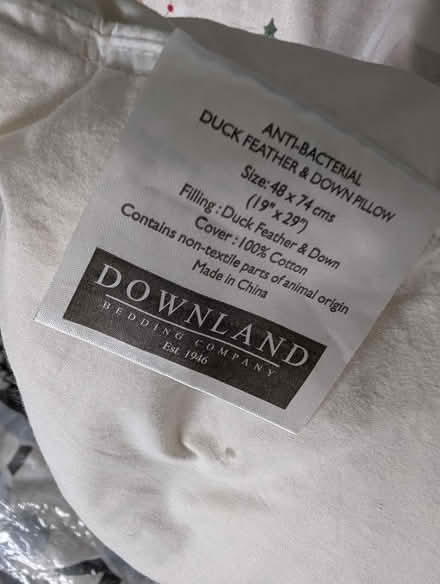 ANTI-BACTERIAL
DUCK FEATHER & DOWN PILLOW
Size: 48 x 74 cms
(19" x 29")
Filling : Duck Feather & Down
Cover : 100% Cotton
Contains non-textile parts of animal origin
Made in China
DOWNLAND
BEDDING COMPANY
Est. 1946